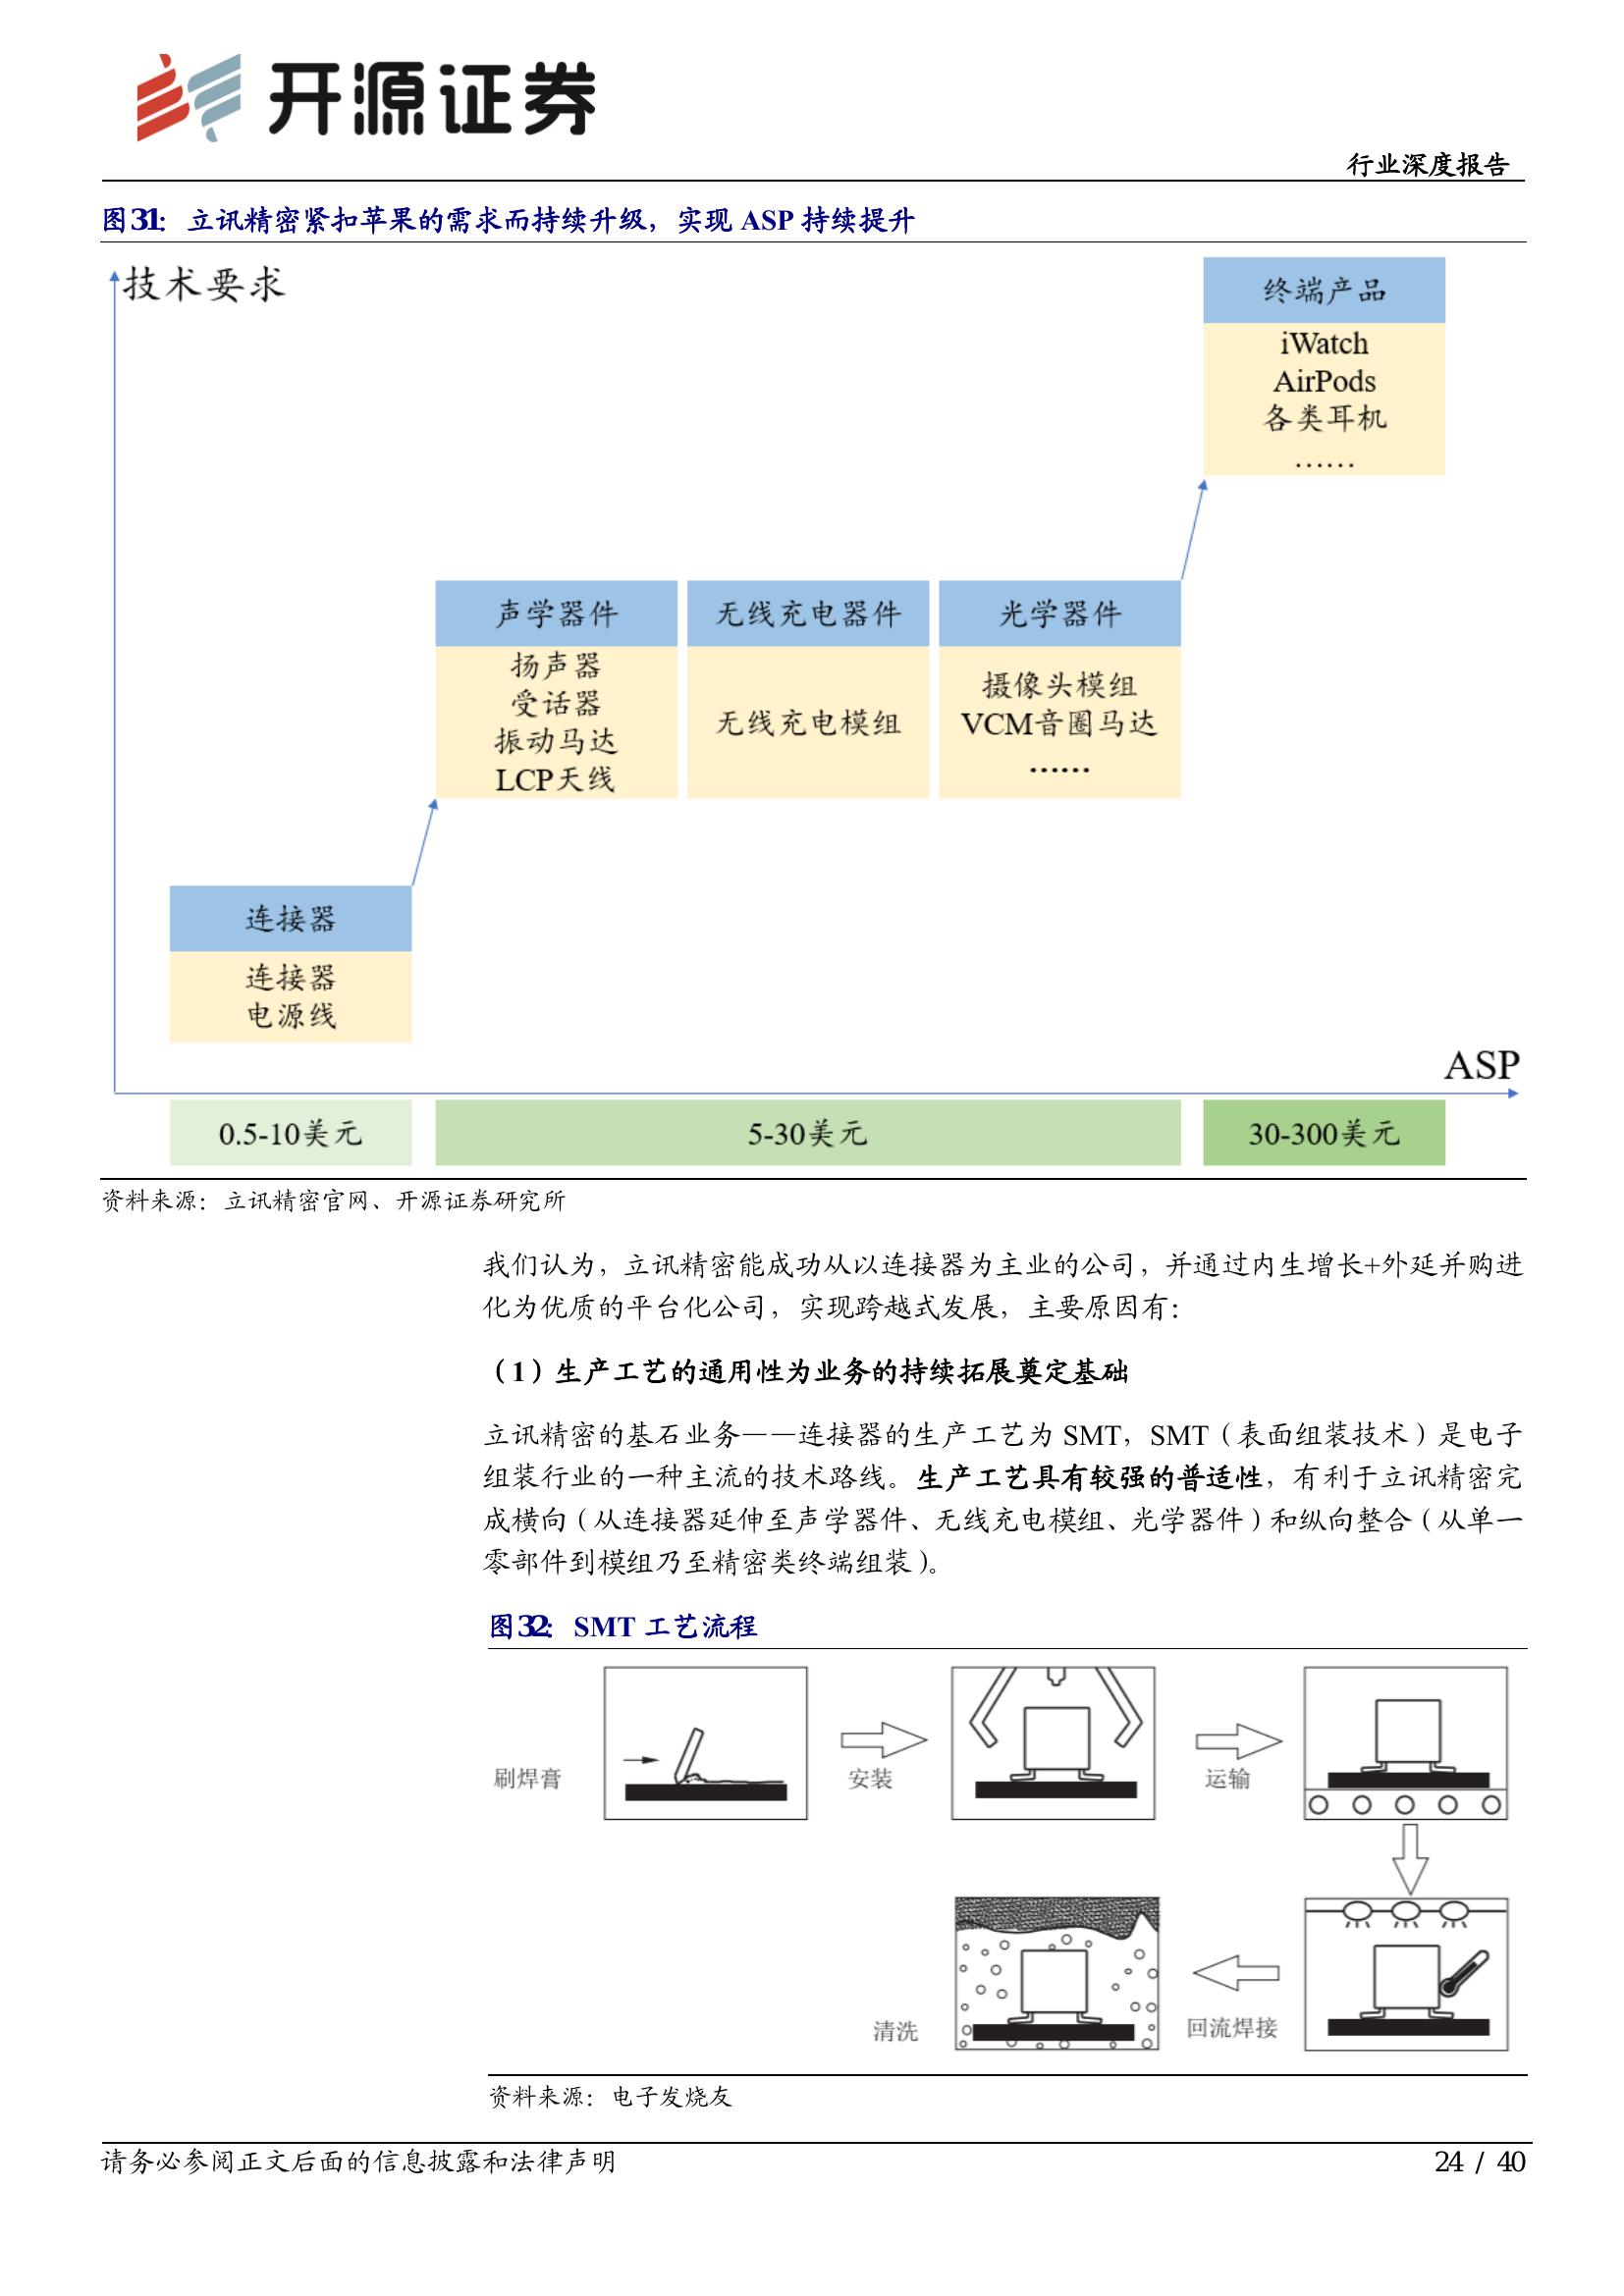 开源证券
行业深度报告
图31：立讯精密紧扣苹果的需求而持续升级，实现 ASP 持续提升
技术要求
终端产品
iWatch
AirPods
各类耳机
……
声学器件
扬声器
受话器
振动马达
LCP天线
无线充电器件
无线充电模组
光学器件
摄像头模组
VCM音圈马达
……
连接器
连接器
电源线
ASP
0.5-10美元
5-30美元
30-300美元
资料来源：立讯精密官网、开源证券研究所
我们认为，立讯精密能成功从以连接器为主业的公司，并通过内生增长+外延并购进
化为优质的平台化公司，实现跨越式发展，主要原因有：
（1）生产工艺的通用性为业务的持续拓展奠定基础
立讯精密的基石业务——连接器的生产工艺为 SMT，SMT（表面组装技术）是电子
组装行业的一种主流的技术路线。生产工艺具有较强的普适性，有利于立讯精密完
成横向（从连接器延伸至声学器件、无线充电模组、光学器件）和纵向整合（从单一
零部件到模组乃至精密类终端组装）。
图32：SMT 工艺流程
刷焊膏
安装
运输
清洗
回流焊接
资料来源：电子发烧友
请务必参阅正文后面的信息披露和法律声明
24 / 40